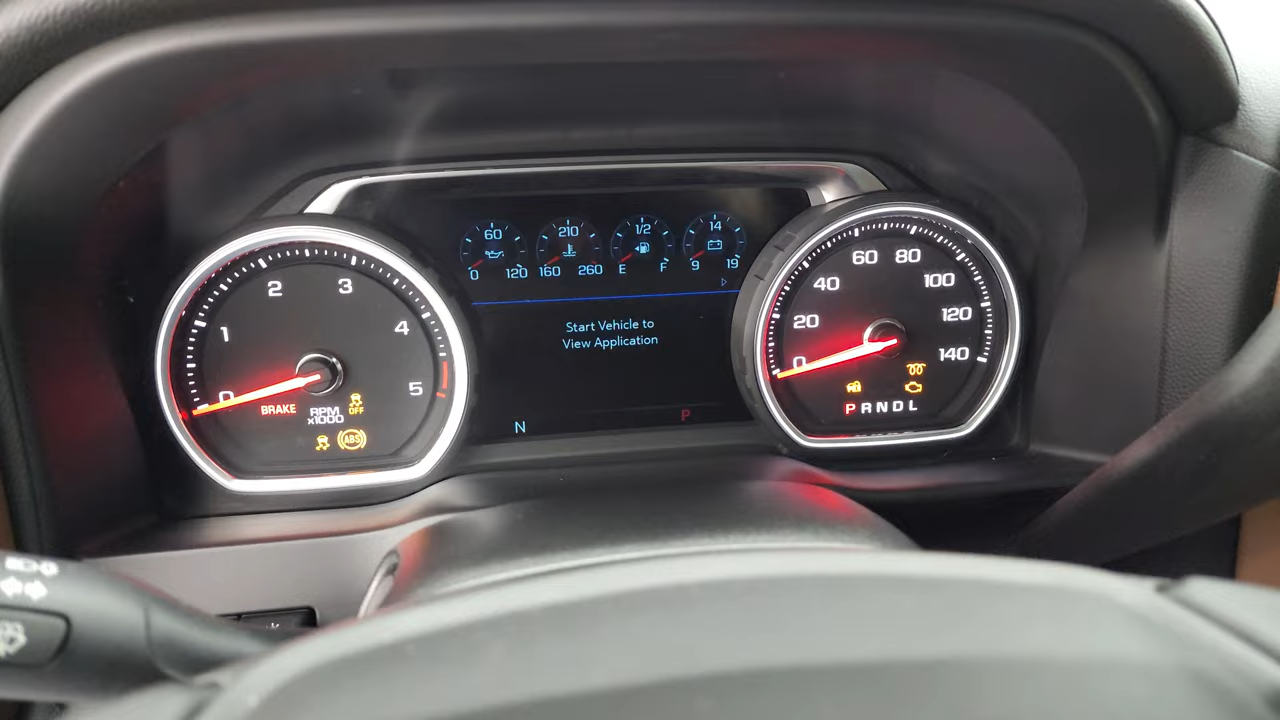 60
0 120
210
160 260
1/2
E F
14
9 19
Start Vehicle to
View Application
N P
0 1 2 3 4 5
BRAKE
RPM
x1000
OFF
ABS
0 20 40 60 80 100 120 140
PRNDL